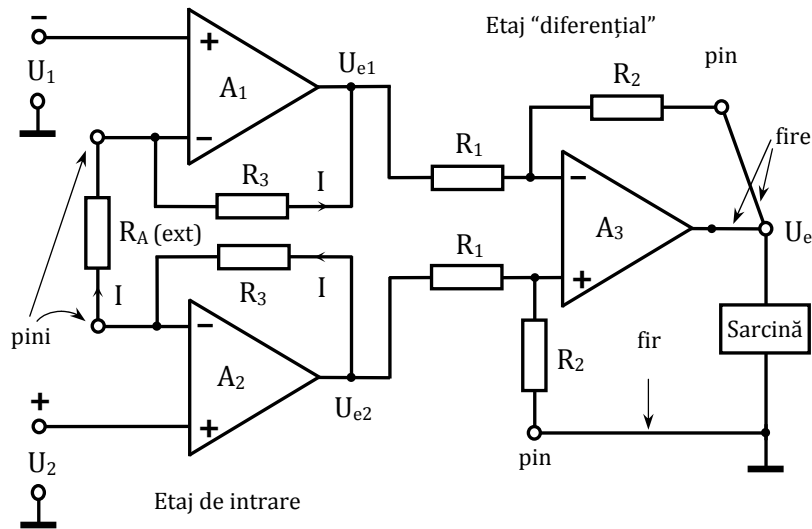 Etaj “diferențial”
−
U1
+
A1
−
Ue1
R3
I
RA (ext)
I
pini
R3
I
−
A2
+
Ue2
+
U2
Etaj de intrare
R1
R1
R2
pin
fire
−
A3
+
Ue
R2
fir
Sarcină
pin